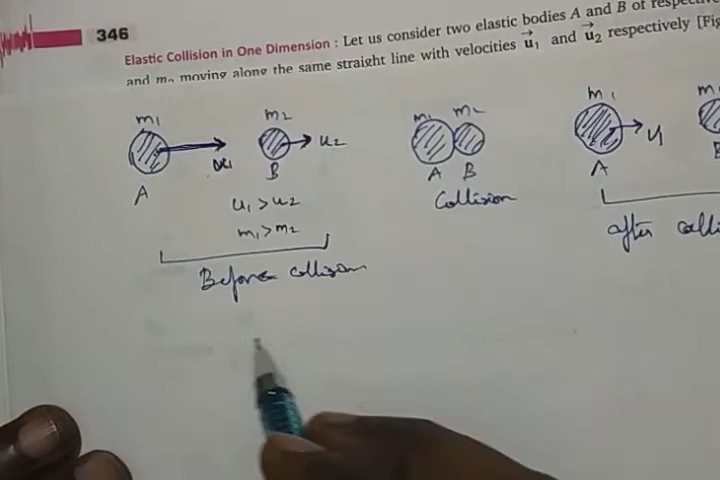 346
Elastic Collision in One Dimension : Let us consider two elastic bodies A and B of
and m₂ moving along the same straight line with velocities u⃗₁ and u⃗₂ respectively [Fig
m₁ m₂ m₁ m₂ m₁ m
u₁ u₂
A B A B A B
u₁ > u₂ Collision
m₁ > m₂
Before collision after colli